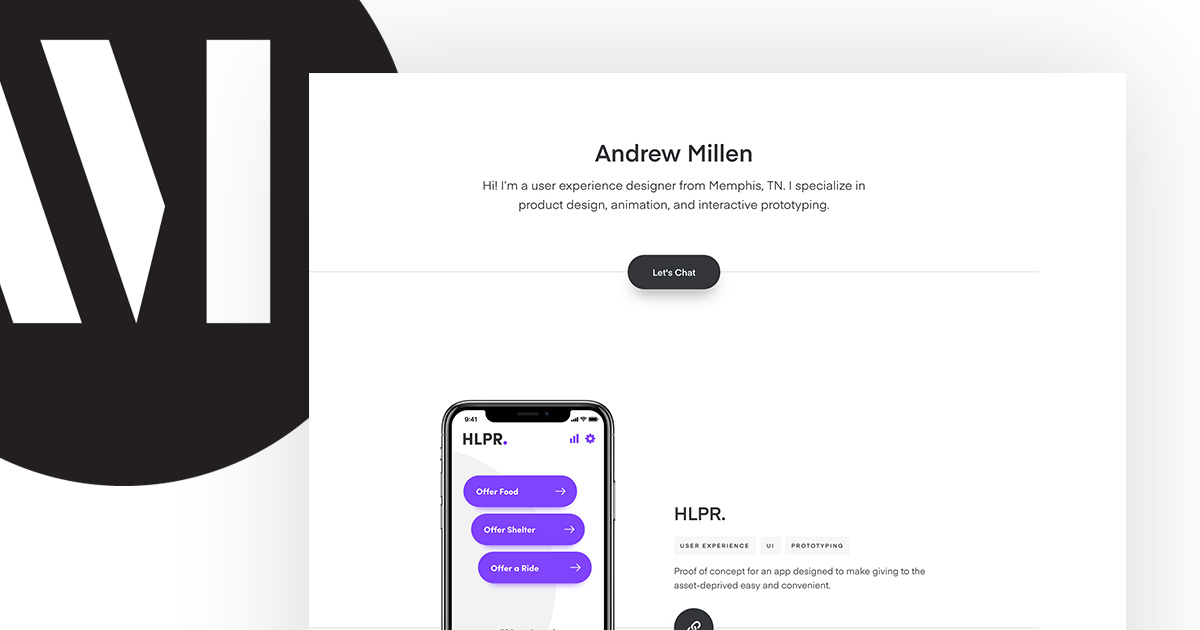 AM
Andrew Millen
Hi! I'm a user experience designer from Memphis, TN. I specialize in
product design, animation, and interactive prototyping.
Let's Chat
9:41
HLPR.
Offer Food
Offer Shelter
Offer a Ride
HLPR.
USER EXPERIENCE
UI
PROTOTYPING
Proof of concept for an app designed to make giving to the
asset-deprived easy and convenient.